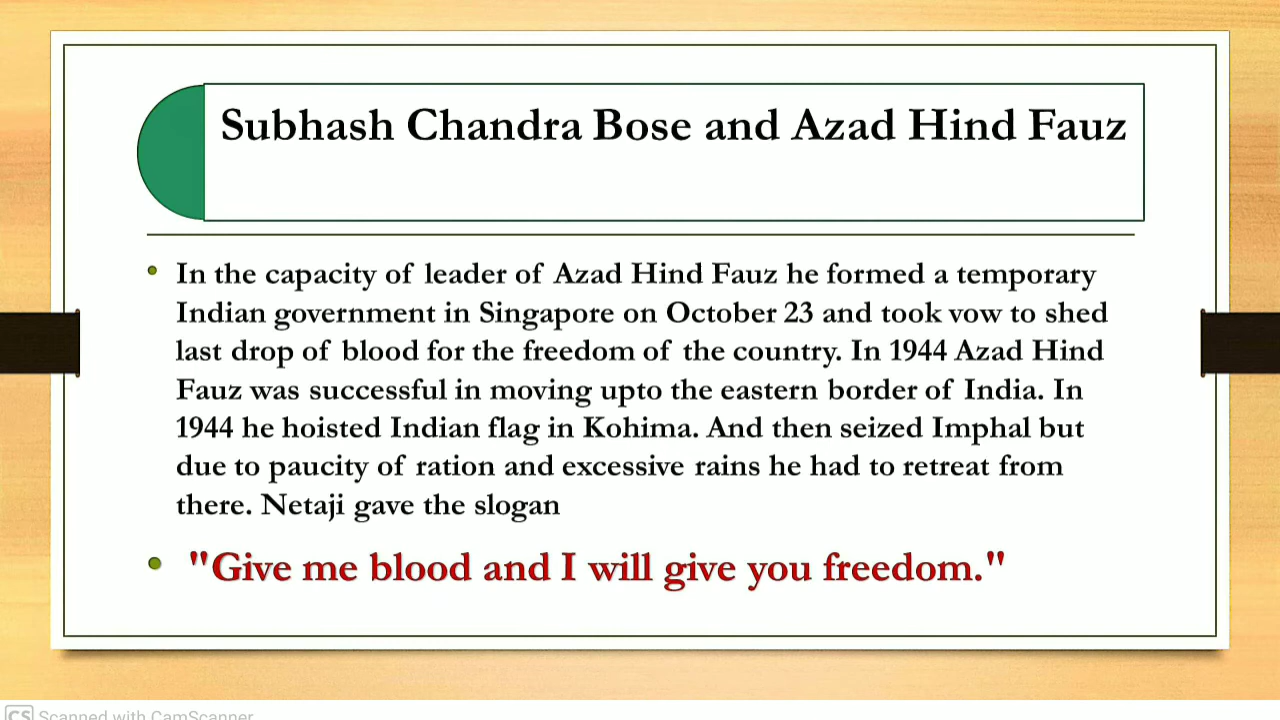 Subhash Chandra Bose and Azad Hind Fauz
• In the capacity of leader of Azad Hind Fauz he formed a temporary
Indian government in Singapore on October 23 and took vow to shed
last drop of blood for the freedom of the country. In 1944 Azad Hind
Fauz was successful in moving upto the eastern border of India. In
1944 he hoisted Indian flag in Kohima. And then seized Imphal but
due to paucity of ration and excessive rains he had to retreat from
there. Netaji gave the slogan
• "Give me blood and I will give you freedom."
CS Scanned with CamScanner